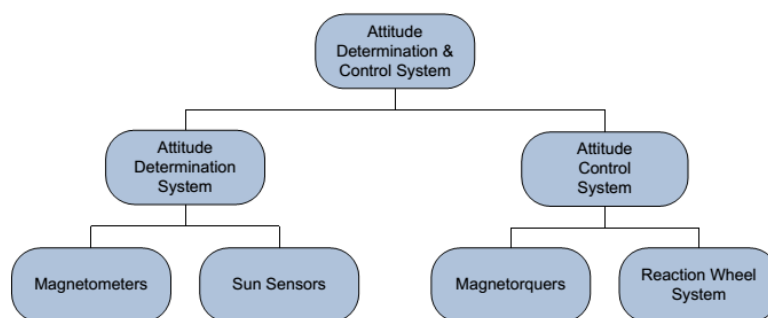 Attitude
Determination &
Control System
Attitude
Determination
System
Attitude
Control
System
Magnetometers
Sun Sensors
Magnetorquers
Reaction Wheel
System